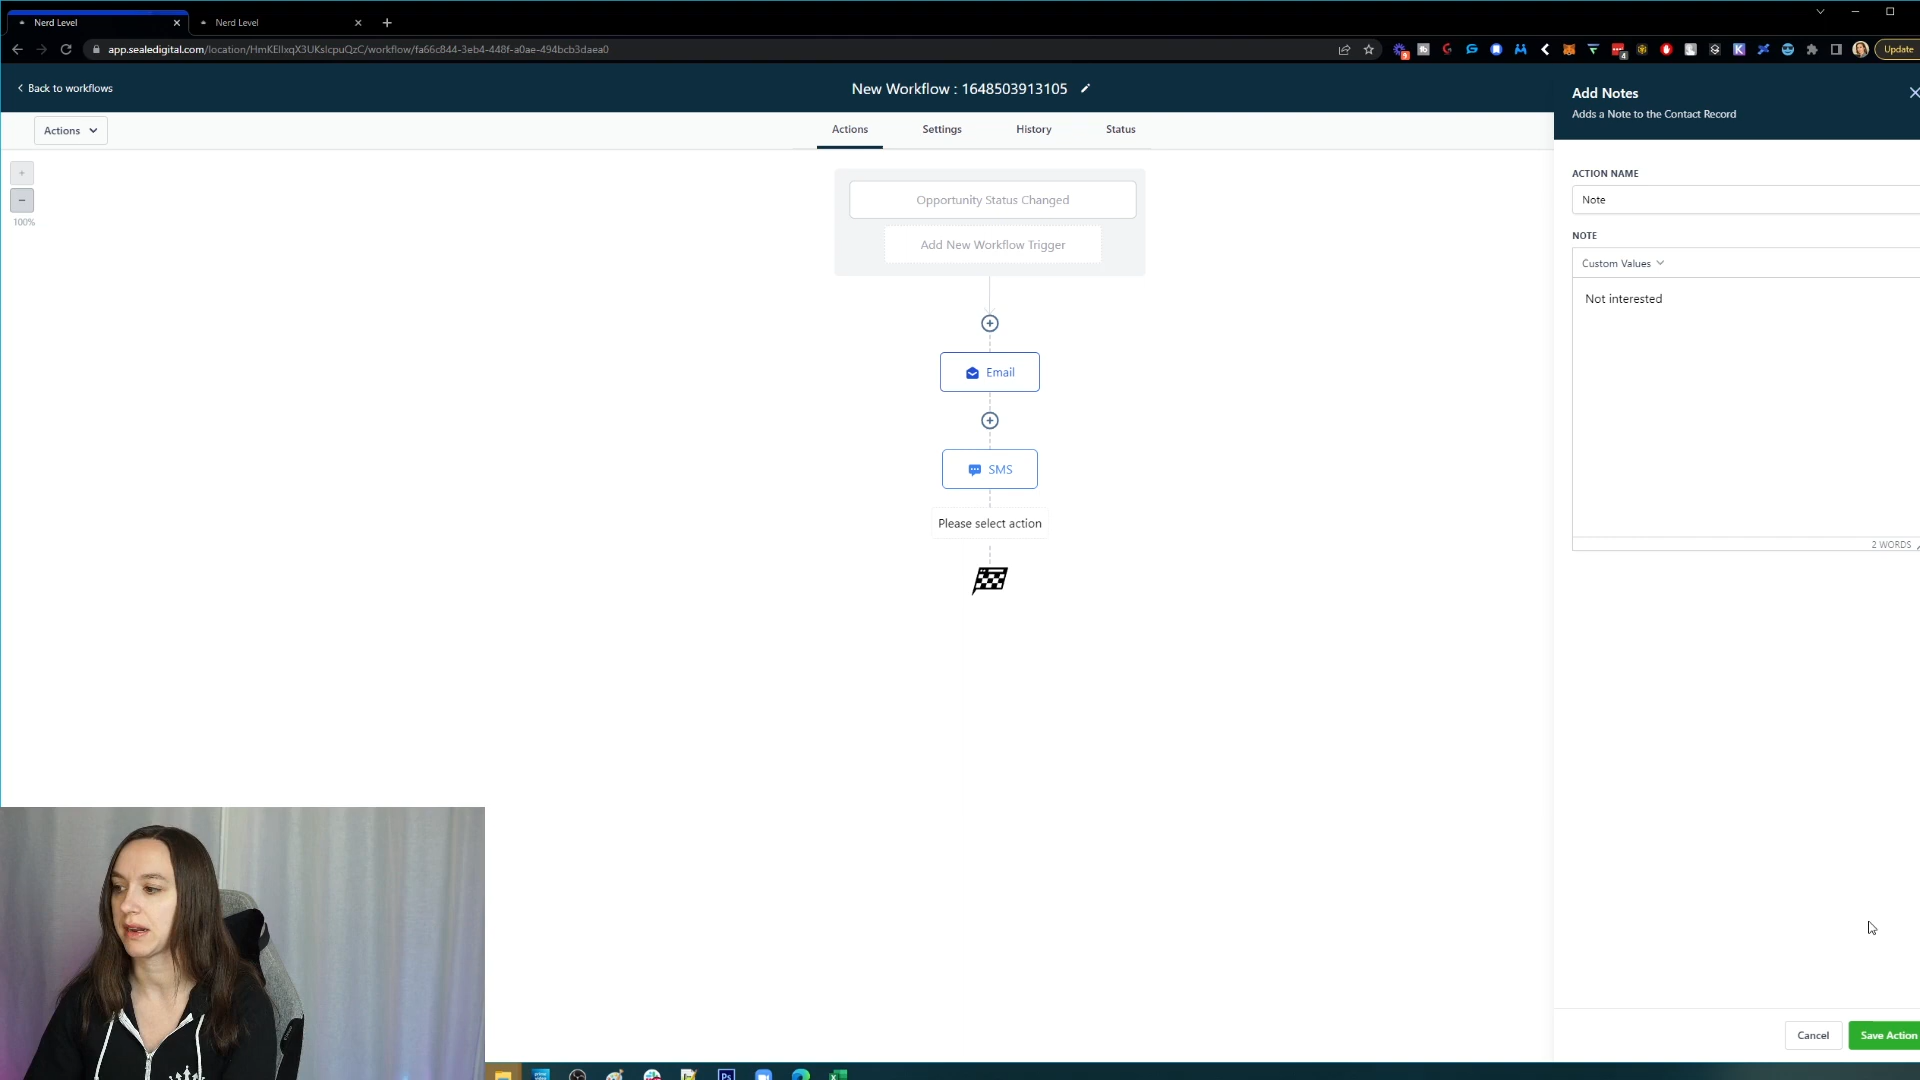 Nerd Level
Nerd Level
app.sealedigital.com/location/HmKEllxqX3UKslcpuQzC/workflow/fa66c844-3eb4-448f-a0ae-494bcb3daea0
Update
Back to workflows
New Workflow : 1648503913105
Add Notes
Adds a Note to the Contact Record
Actions
Actions
Settings
History
Status
100%
Opportunity Status Changed
Add New Workflow Trigger
Email
SMS
Please select action
ACTION NAME
Note
NOTE
Custom Values
Not interested
2 WORDS
Cancel
Save Action